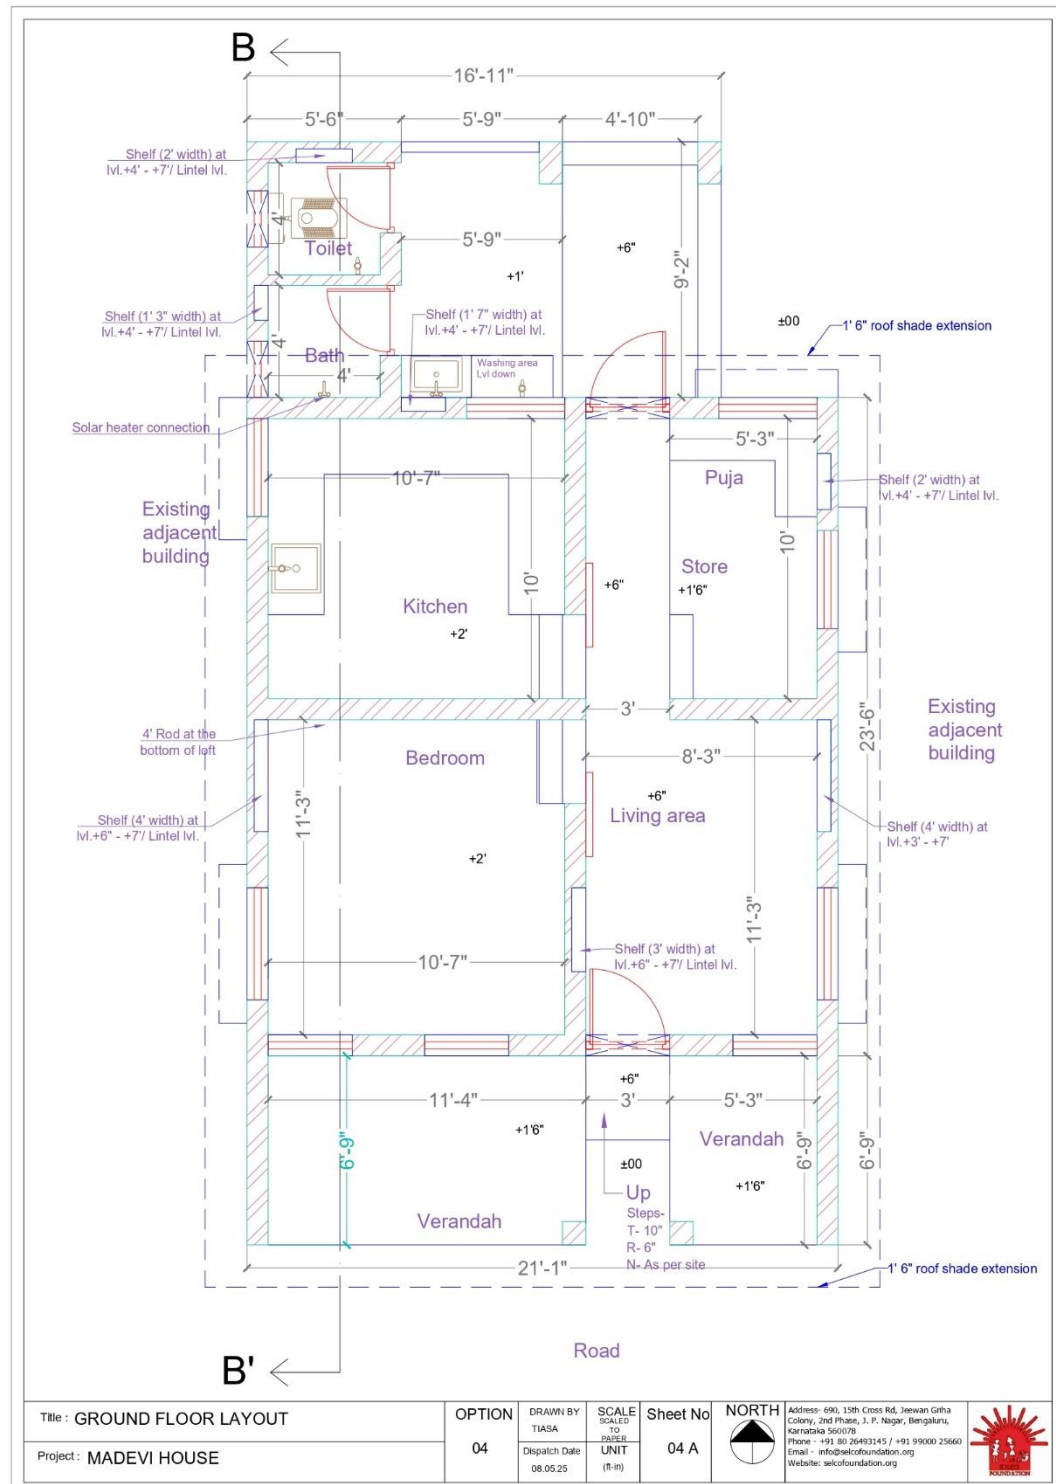 B
16'-11"
5'-6"
5'-9"
4'-10"
Shelf (2' width) at
lvl.+4' - +7'/ Lintel lvl.
4'
Toilet
5'-9"
+6"
+1'
9'-2"
Shelf (1' 3" width) at
lvl.+4' - +7'/ Lintel lvl.
Shelf (1' 7" width) at
lvl.+4' - +7'/ Lintel lvl.
±00
1' 6" roof shade extension
4'
Bath
4'
Washing area
Lvl down
Solar heater connection
5'-3"
10'-7"
Puja
Shelf (2' width) at
lvl.+4' - +7'/ Lintel lvl.
Existing
adjacent
building
10'
10'
Store
+6"
+1'6"
Kitchen
+2'
3'
Existing
adjacent
building
23'-6"
4' Rod at the
bottom of loft
Bedroom
8'-3"
+6"
Living area
11'-3"
Shelf (4' width) at
lvl.+6" - +7'/ Lintel lvl.
Shelf (4' width) at
lvl.+3' - +7'
+2'
11'-3"
Shelf (3' width) at
lvl.+6" - +7'/ Lintel lvl.
10'-7"
+6"
11'-4"
3'
5'-3"
+1'6"
Verandah
6'-9"
6'-9"
6'-9"
±00
+1'6"
Up
Steps-
T- 10"
R- 6"
N- As per site
Verandah
21'-1"
1' 6" roof shade extension
Road
B'
Title : GROUND FLOOR LAYOUT
Project : MADEVI HOUSE
OPTION
04
DRAWN BY
TIASA
Dispatch Date
08.05.25
SCALE
SCALED
TO
PAPER
UNIT
(ft-in)
Sheet No
04 A
NORTH
Address- 690, 15th Cross Rd, Jeewan Griha
Colony, 2nd Phase, J. P. Nagar, Bengaluru,
Karnataka 560078
Phone - +91 80 26493145 / +91 99000 25660
Email - info@selcofoundation.org
Website: selcofoundation.org
SELCO
FOUNDATION